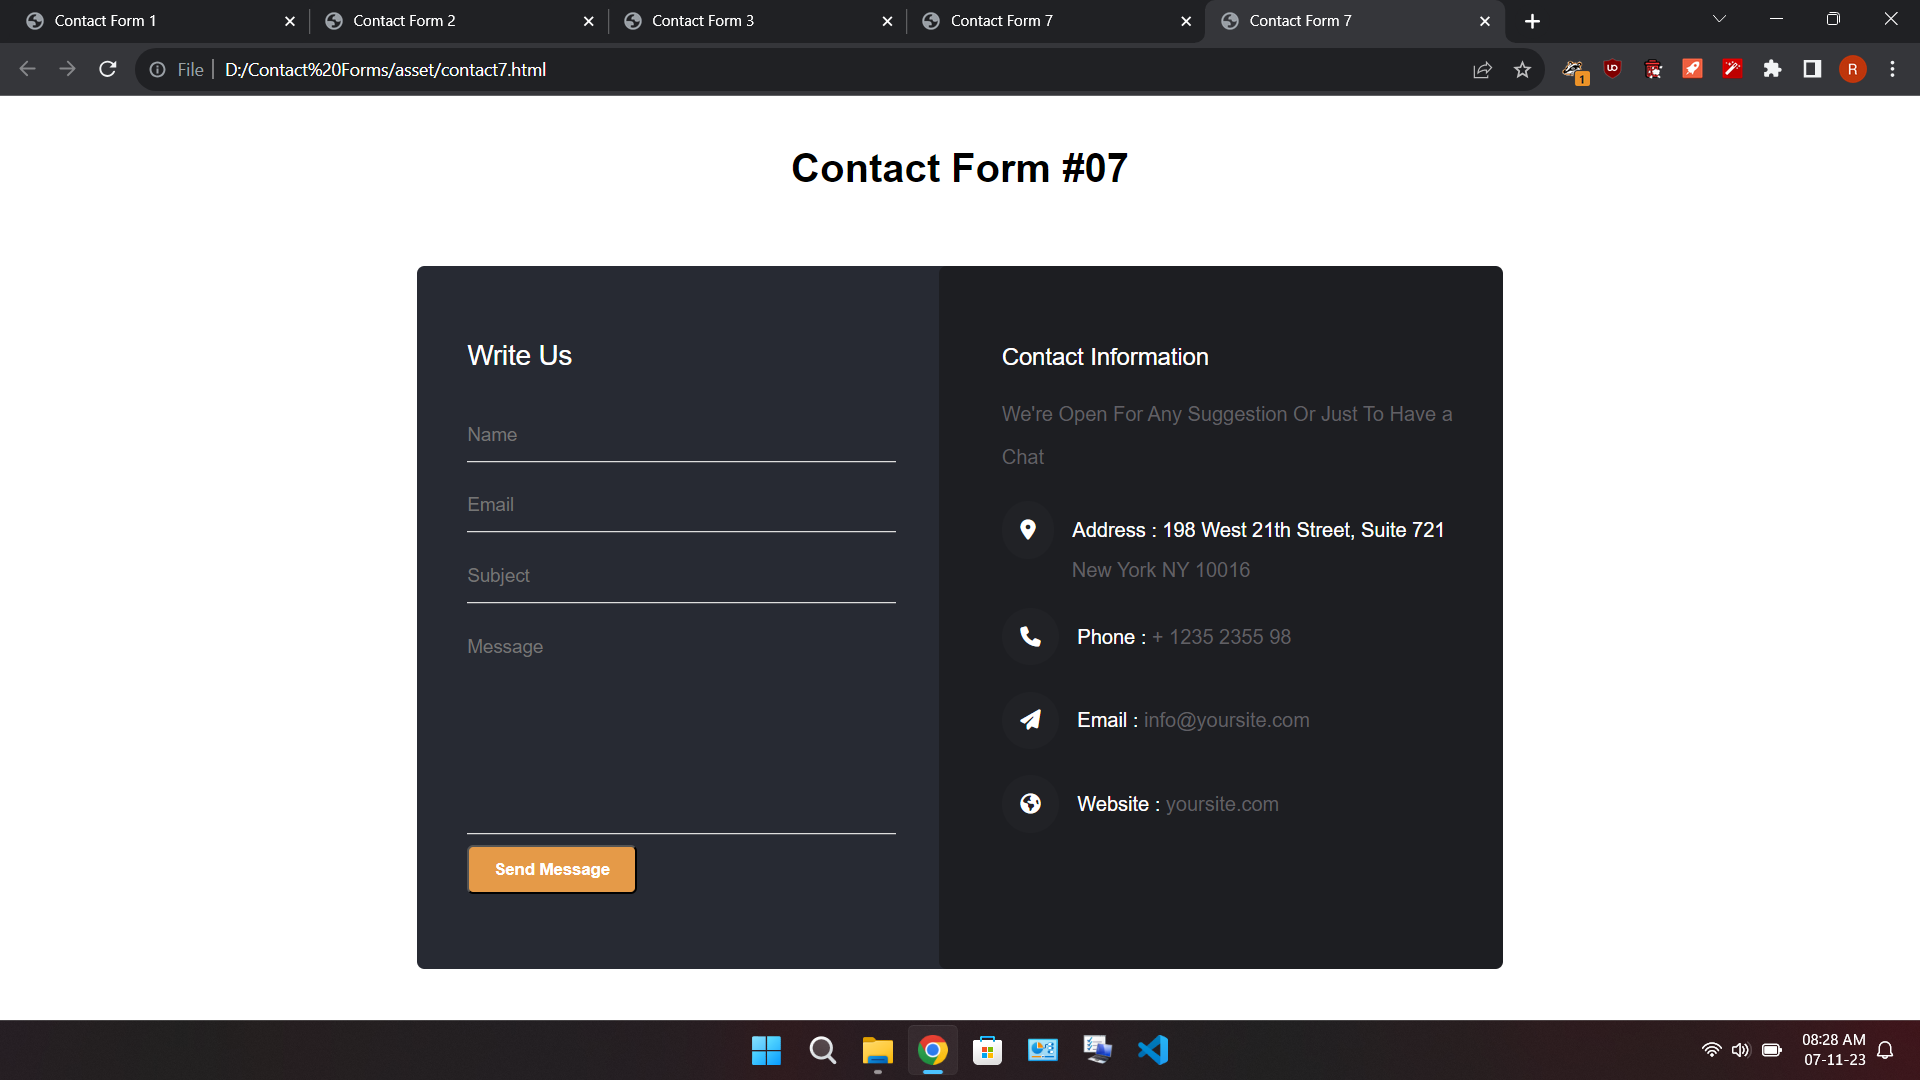 Contact Form 1
Contact Form 2
Contact Form 3
Contact Form 7
Contact Form 7
File
D:/Contact%20Forms/asset/contact7.html
1
R
Contact Form #07
Write Us
Name
Email
Subject
Message
Send Message
Contact Information
We're Open For Any Suggestion Or Just To Have a
Chat
Address : 198 West 21th Street, Suite 721
New York NY 10016
Phone : + 1235 2355 98
Email : info@yoursite.com
Website : yoursite.com
08:28 AM
07-11-23